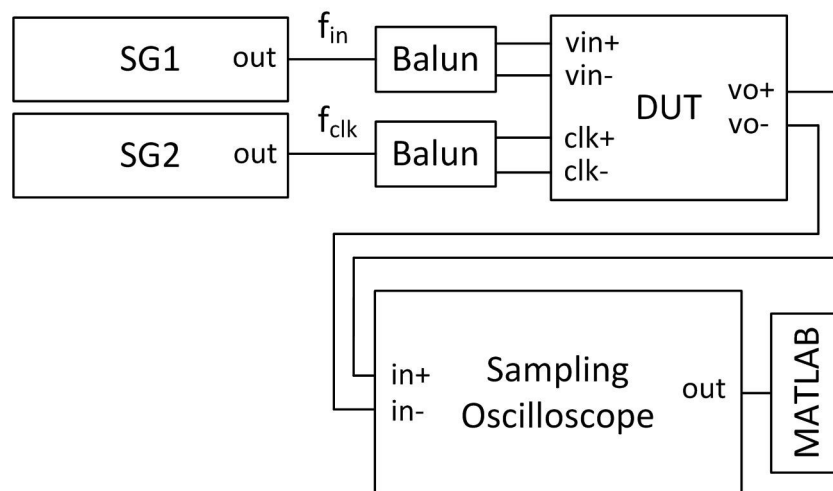 SG1
out
f_in
Balun
vin+
vin-
DUT
vo+
vo-
SG2
out
f_clk
Balun
clk+
clk-
in+
in-
Sampling
Oscilloscope
out
MATLAB